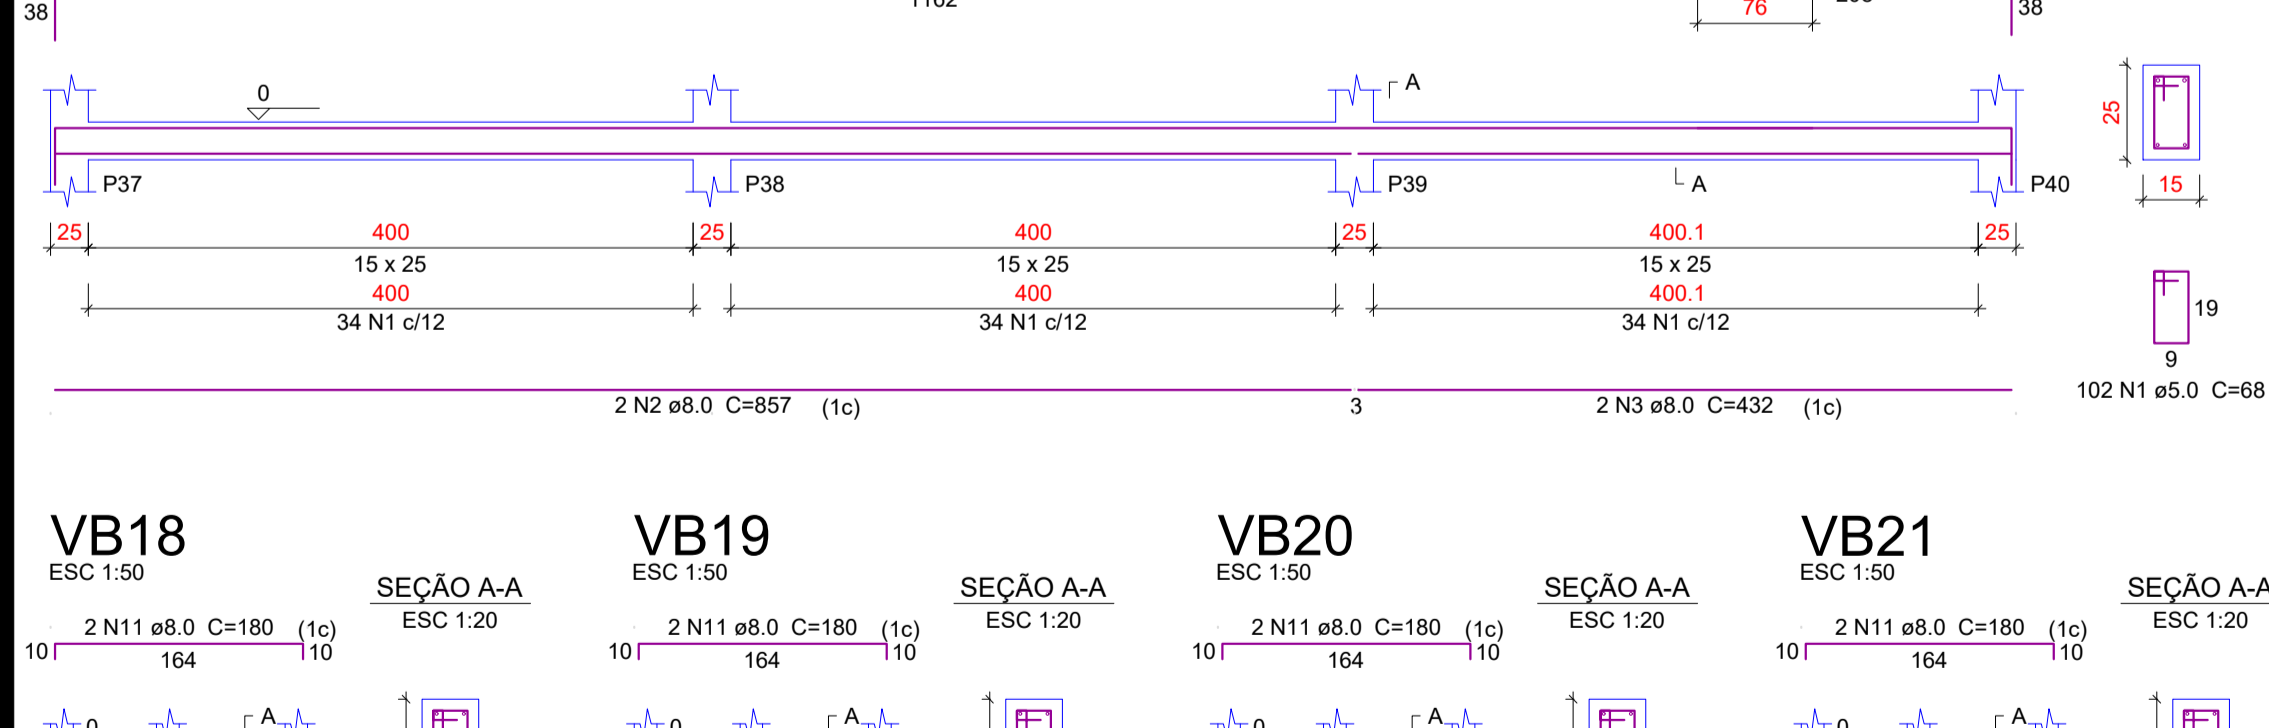 38 76 38
0 A
25
P37 P38 P39 A P40
15
25 400 25 400 25 400.1 25
15 x 25 15 x 25 15 x 25
400 400 400.1
34 N1 c/12 34 N1 c/12 34 N1 c/12
19
9
102 N1 ø5.0 C=68
2 N2 ø8.0 C=857 (1c) 3 2 N3 ø8.0 C=432 (1c)
VB18 VB19 VB20 VB21
ESC 1:50 ESC 1:50 ESC 1:50 ESC 1:50
SEÇÃO A-A SEÇÃO A-A SEÇÃO A-A SEÇÃO A-A
ESC 1:20 ESC 1:20 ESC 1:20 ESC 1:20
2 N11 ø8.0 C=180 (1c) 2 N11 ø8.0 C=180 (1c) 2 N11 ø8.0 C=180 (1c) 2 N11 ø8.0 C=180 (1c)
10 164 10 10 164 10 10 164 10 10 164 10
0 A 0 A 0 A 0 A